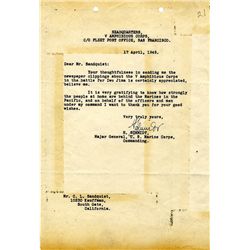 HEADQUARTERS,
V AMPHIBIOUS CORPS,
C/O FLEET POST OFFICE, SAN FRANCISCO.
17 April, 1945.
Dear Mr. Sandquist:
Your thoughtfulness in sending me the
newspaper clippings about the V Amphibious Corps
in the battle for Iwo Jima is certainly appreciated,
believe me.
It is very gratifying to know how strongly
the people at home are behind the Marines in the
Pacific, and on behalf of the officers and men
under my command I want to thank you for your good
wishes.
Very truly yours,
H. SCHMIDT,
Major General, U. S. Marine Corps,
Commanding.
Mr. C. L. Sandquist,
10230 Kauffman,
South Gate,
California.